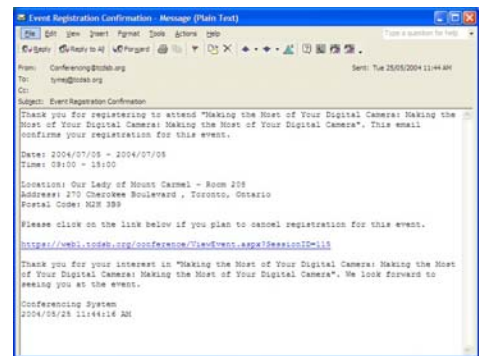 Event Registration Confirmation - Message (Plain Text)
File Edit View Insert Format Tools Actions Help
Type a question for help
Reply Reply to All Forward
From: Conferencing@tcdsb.org
Sent: Tue 25/05/2004 11:44 AM
To: tymej@tcdsb.org
Cc:
Subject: Event Registration Confirmation
Thank you for registering to attend "Making the Most of Your Digital Camera: Making the
Most of Your Digital Camera: Making the Most of Your Digital Camera". This email
confirms your registration for this event.
Date: 2004/07/05 - 2004/07/05
Time: 09:00 - 15:00
Location: Our Lady of Mount Carmel - Room 208
Address: 270 Cherokee Boulevard , Toronto, Ontario
Postal Code: M2H 3B9
Please click on the link below if you plan to cancel registration for this event.
https://web1.tcdsb.org/conference/ViewEvent.aspx?SessionID=115
Thank you for your interest in "Making the Most of Your Digital Camera: Making the Most
of Your Digital Camera: Making the Most of Your Digital Camera". We look forward to
seeing you at the event.
Conferencing System
2004/05/25 11:44:16 AM